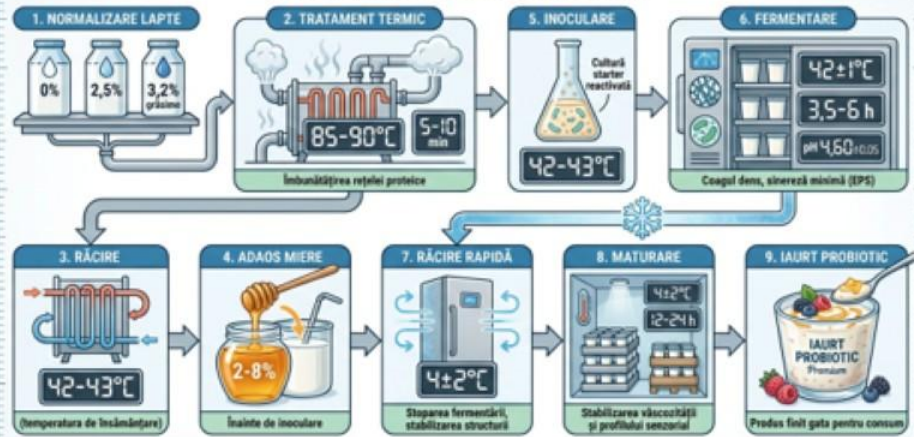 1. NORMALIZARE LAPTE
0%
2,5%
3,2%
grăsime
2. TRATAMENT TERMIC
85-90°C
5-10
min
Îmbunătățirea rețelei proteice
5. INOCULARE
Cultură
starter
reactivată
42-43°C
6. FERMENTARE
42±1°C
3,5-6 h
pH 4,60±0,05
Coagul dens, sinereză minimă (EPS)
3. RĂCIRE
42-43°C
(temperatura de însămânțare)
4. ADAOS MIERE
2-8%
Înainte de inoculare
7. RĂCIRE RAPIDĂ
4±2°C
Stoparea fermentării,
stabilizarea structurii
8. MATURARE
4±2°C
12-24h
Stabilizarea vâscozității
și profilului senzorial
9. IAURT PROBIOTIC
IAURT
PROBIOTIC
Premium
Produs finit gata pentru consum